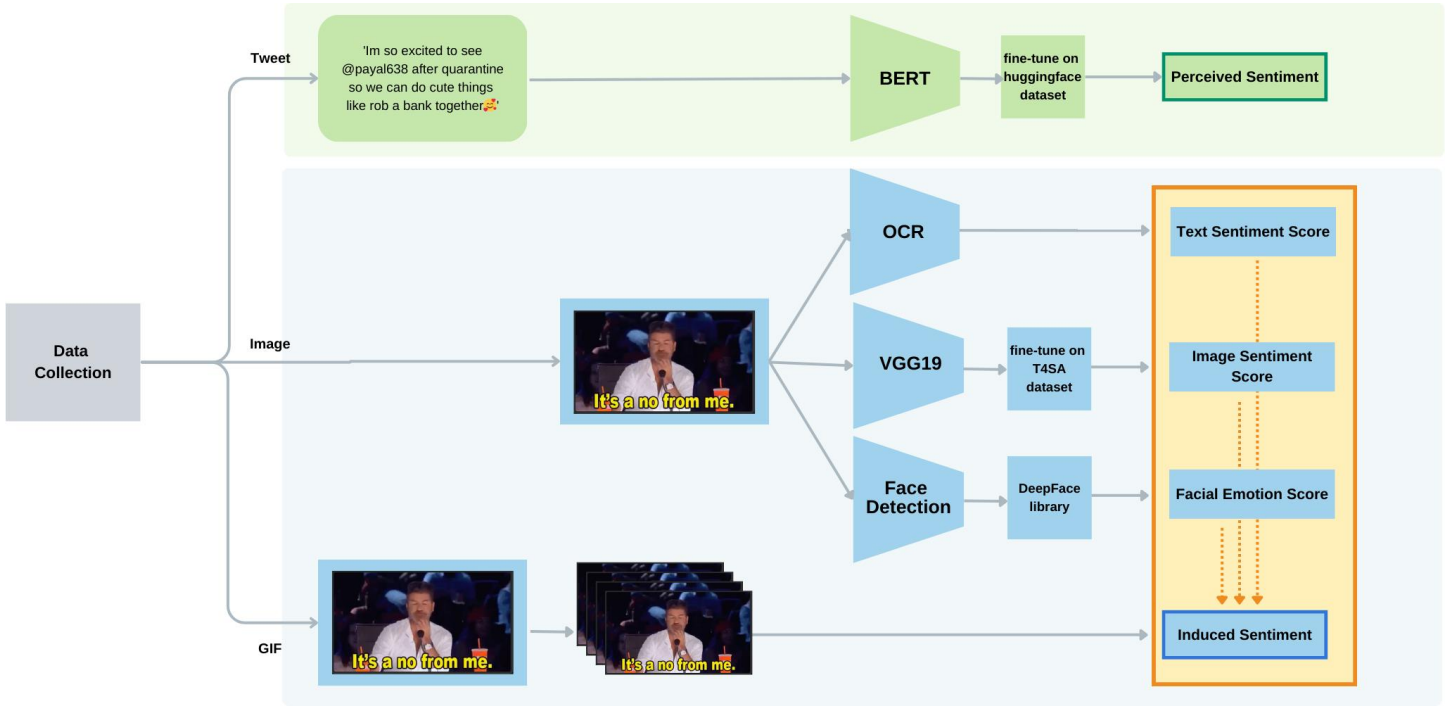 Tweet
'Im so excited to see
@payal638 after quarantine
so we can do cute things
like rob a bank together🥰'
BERT
fine-tune on
huggingface
dataset
Perceived Sentiment
Data
Collection
Image
It's a no from me.
OCR
Text Sentiment Score
VGG19
fine-tune on
T4SA
dataset
Image Sentiment
Score
Face
Detection
DeepFace
library
Facial Emotion Score
GIF
It's a no from me.
It's a no from me.
Induced Sentiment